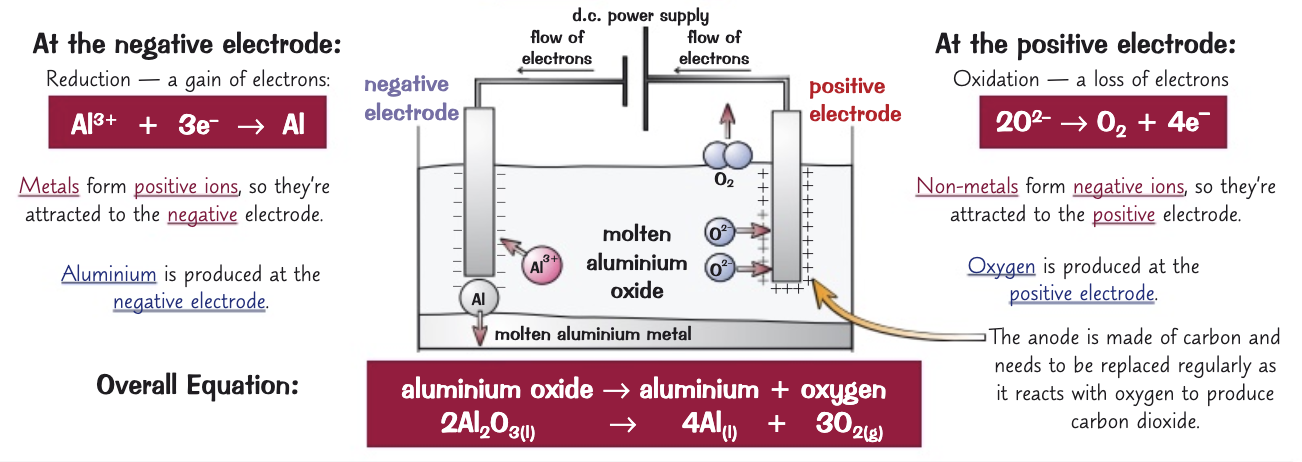 At the negative electrode:
Reduction — a gain of electrons:
Al³⁺ + 3e⁻ → Al
Metals form positive ions, so they're
attracted to the negative electrode.
Aluminium is produced at the
negative electrode.
d.c. power supply
flow of
electrons
flow of
electrons
negative
electrode
positive
electrode
O₂
O²⁻
O²⁻
molten
aluminium
oxide
Al³⁺
Al
molten aluminium metal
At the positive electrode:
Oxidation — a loss of electrons
2O²⁻ → O₂ + 4e⁻
Non-metals form negative ions, so they're
attracted to the positive electrode.
Oxygen is produced at the
positive electrode.
The anode is made of carbon and
needs to be replaced regularly as
it reacts with oxygen to produce
carbon dioxide.
Overall Equation:
aluminium oxide → aluminium + oxygen
2Al₂O₃(l) → 4Al(l) + 3O₂(g)